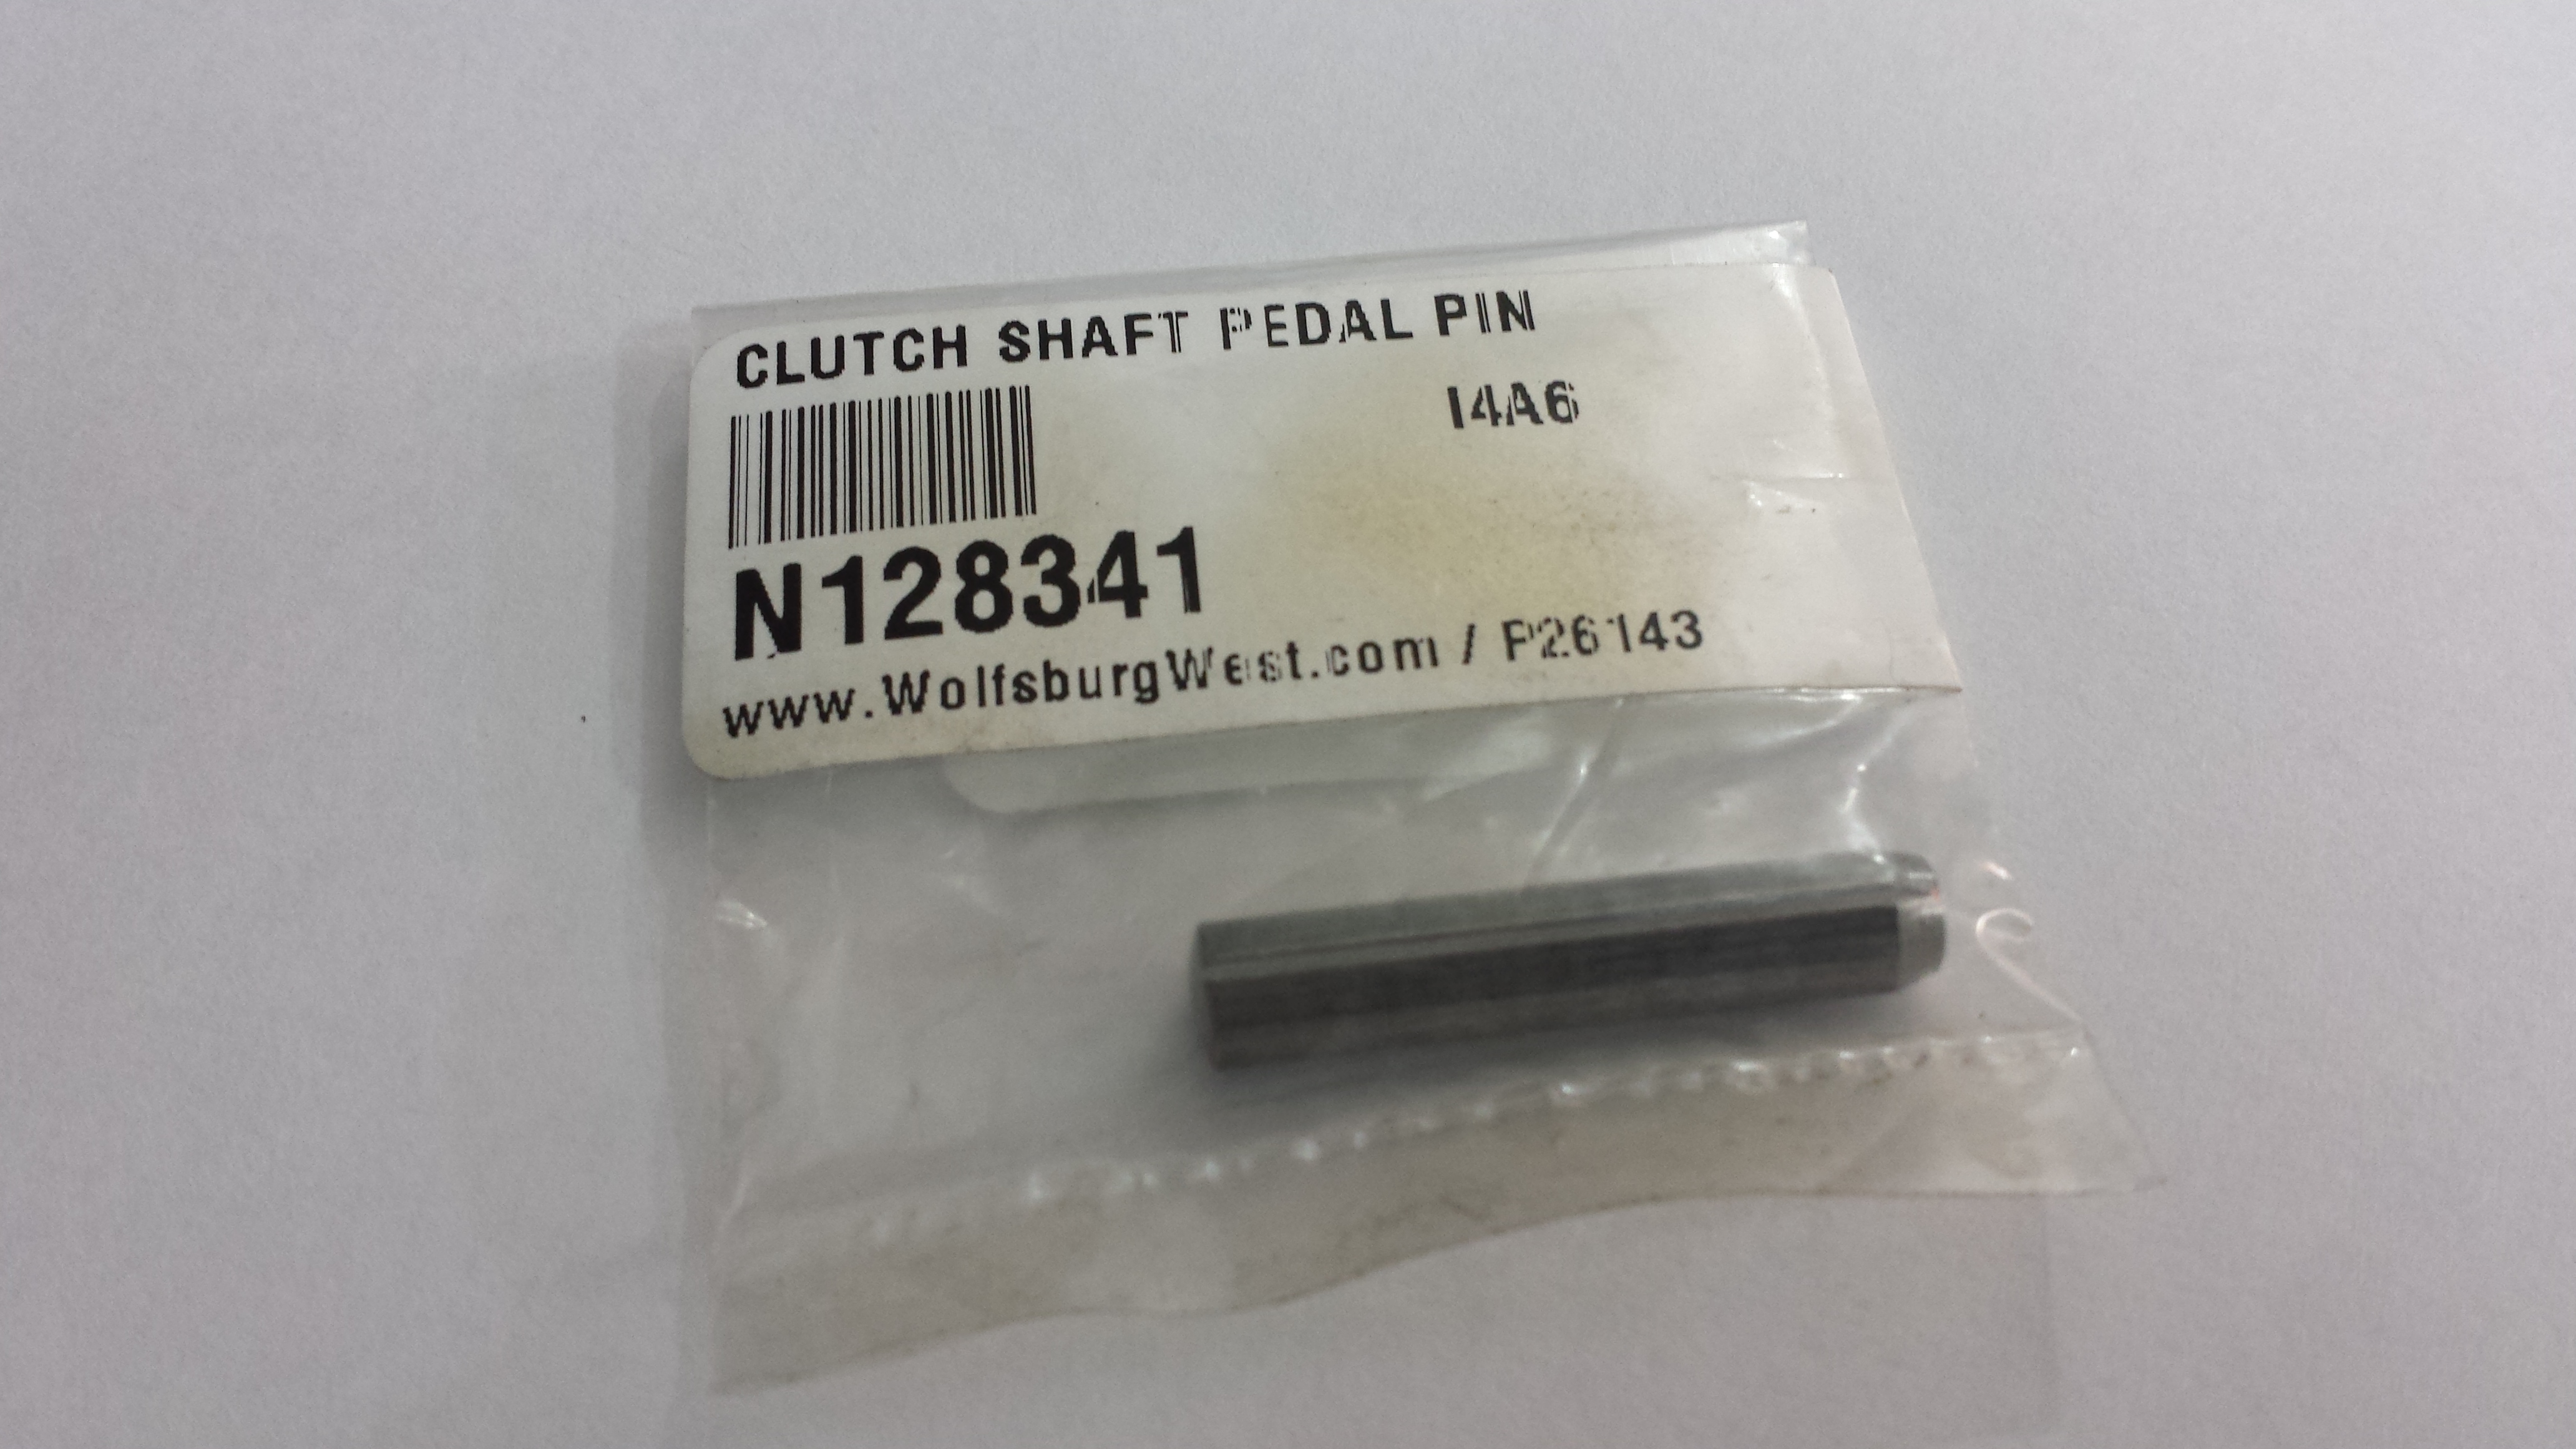 CLUTCH SHAFT PEDAL PIN
I4A6
N128341
www.WolfsburgWest.com / P26143